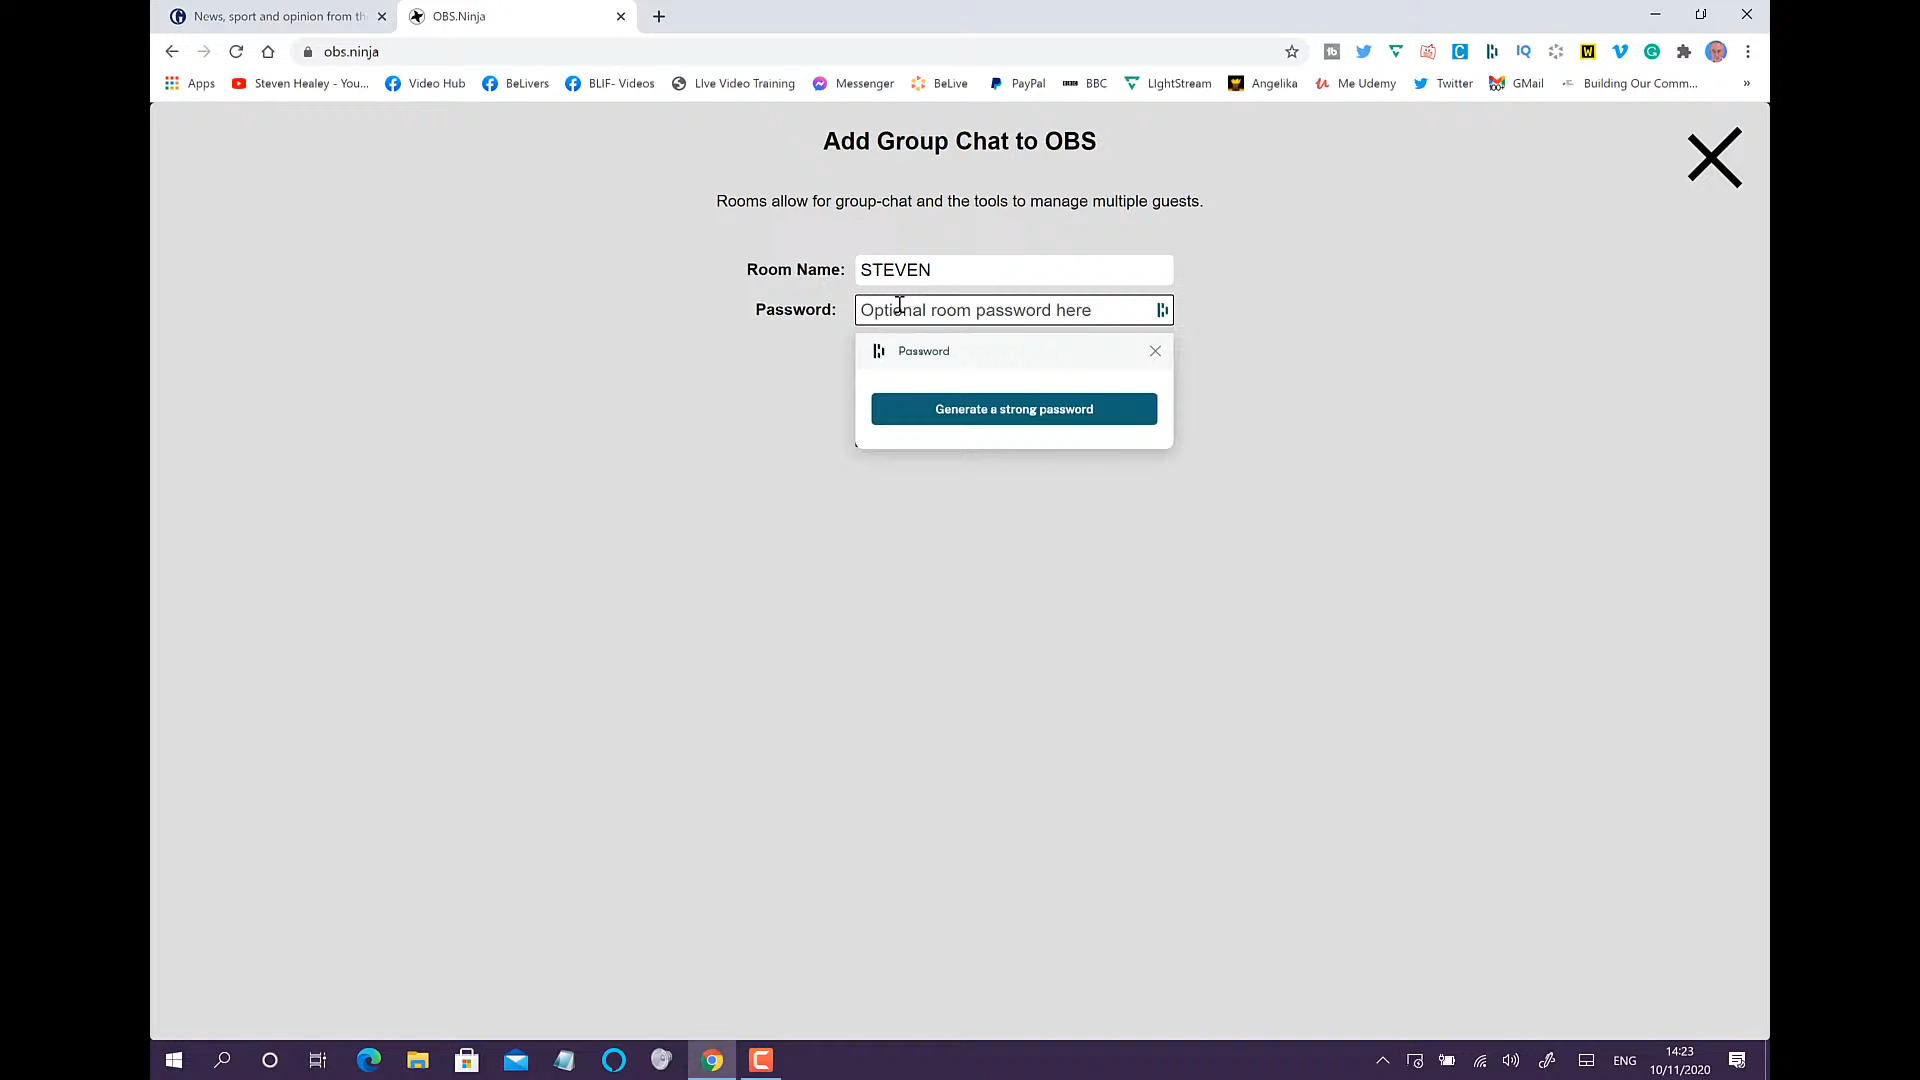 News, sport and opinion from th
OBS.Ninja
obs.ninja
Apps
Steven Healey - You...
Video Hub
BeLivers
BLIF- Videos
LIve Video Training
Messenger
BeLive
PayPal
BBC
LIghtStream
Angelika
Me Udemy
Twitter
GMail
Building Our Comm...
»
Add Group Chat to OBS
Rooms allow for group-chat and the tools to manage multiple guests.
Room Name: STEVEN
Password: Optional room password here
Password
Generate a strong password
ENG
14:23
10/11/2020